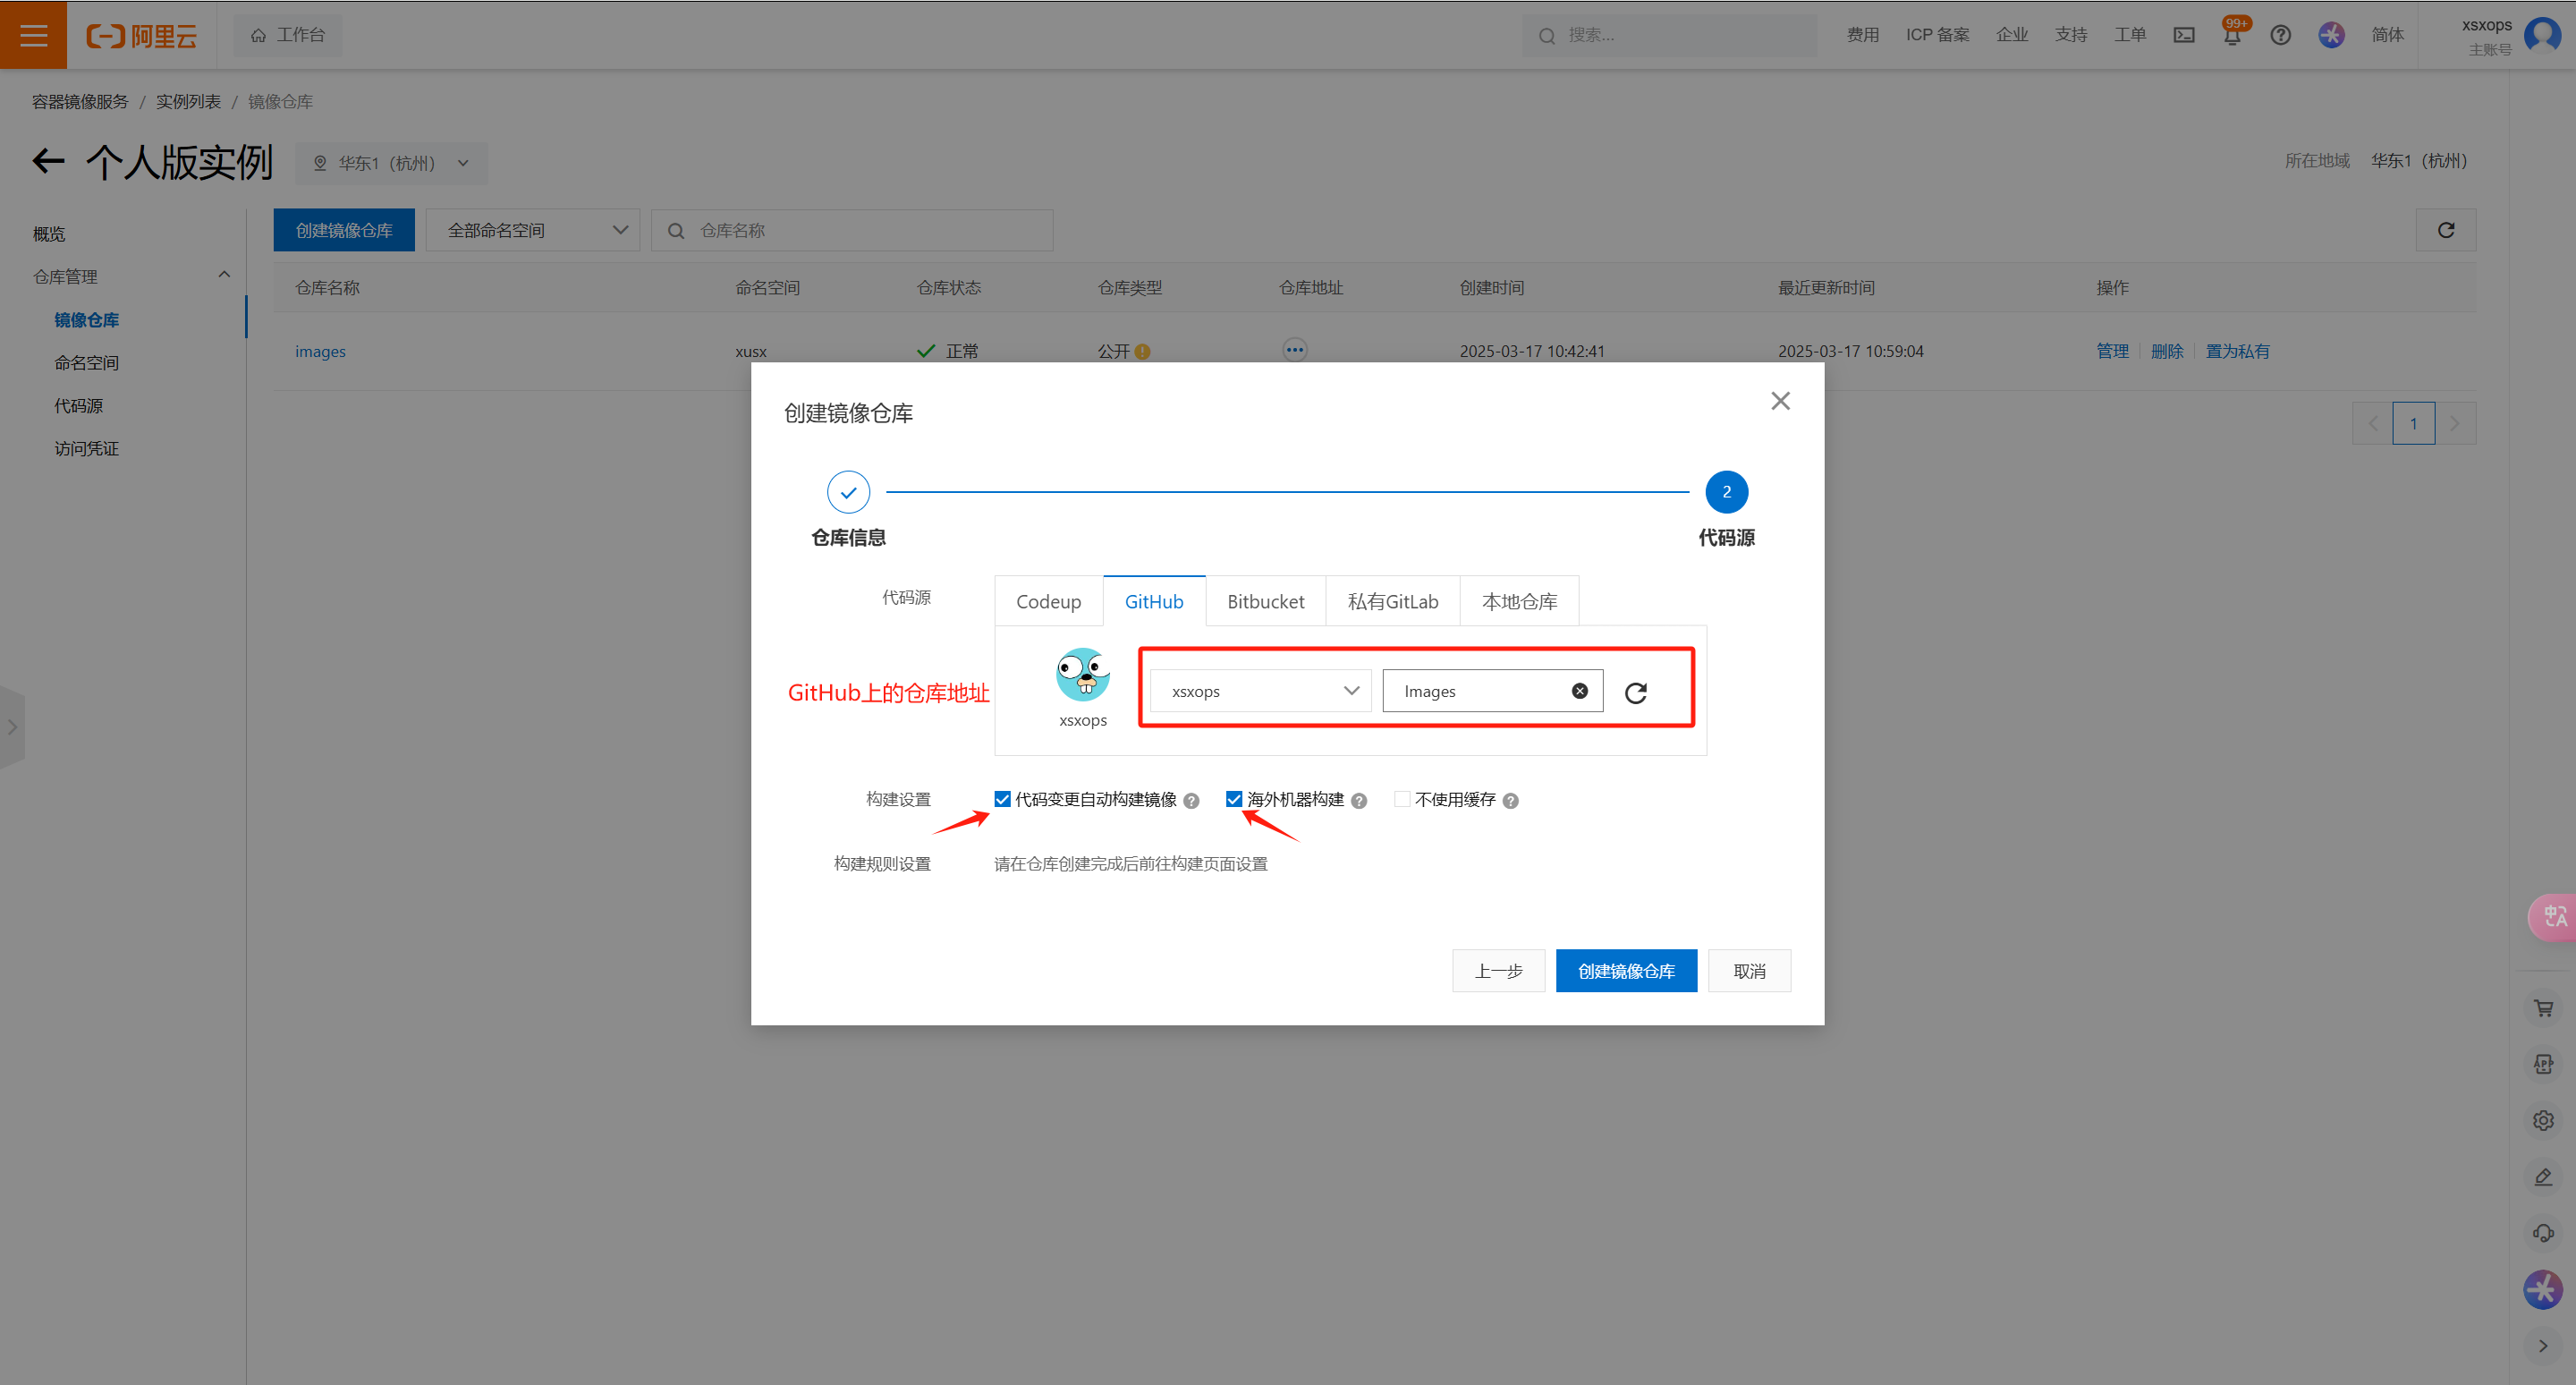 阿里云
工作台
搜索...
费用
ICP 备案
企业
支持
工单
99+
简体
xsxops
主账号
容器镜像服务 / 实例列表 / 镜像仓库
个人版实例
华东1（杭州）
所在地域 华东1（杭州）
概览
仓库管理
镜像仓库
命名空间
代码源
访问凭证
创建镜像仓库
全部命名空间
仓库名称
仓库名称 命名空间 仓库状态 仓库类型 仓库地址 创建时间 最近更新时间 操作
images xusx 正常 公开 2025-03-17 10:42:41 2025-03-17 10:59:04 管理 删除 置为私有
1
创建镜像仓库
2
仓库信息
代码源
代码源
Codeup GitHub Bitbucket 私有GitLab 本地仓库
GitHub上的仓库地址
xsxops
xsxops
Images
构建设置
代码变更自动构建镜像 海外机器构建 不使用缓存
构建规则设置
请在仓库创建完成后前往构建页面设置
上一步
创建镜像仓库
取消
中A
APP